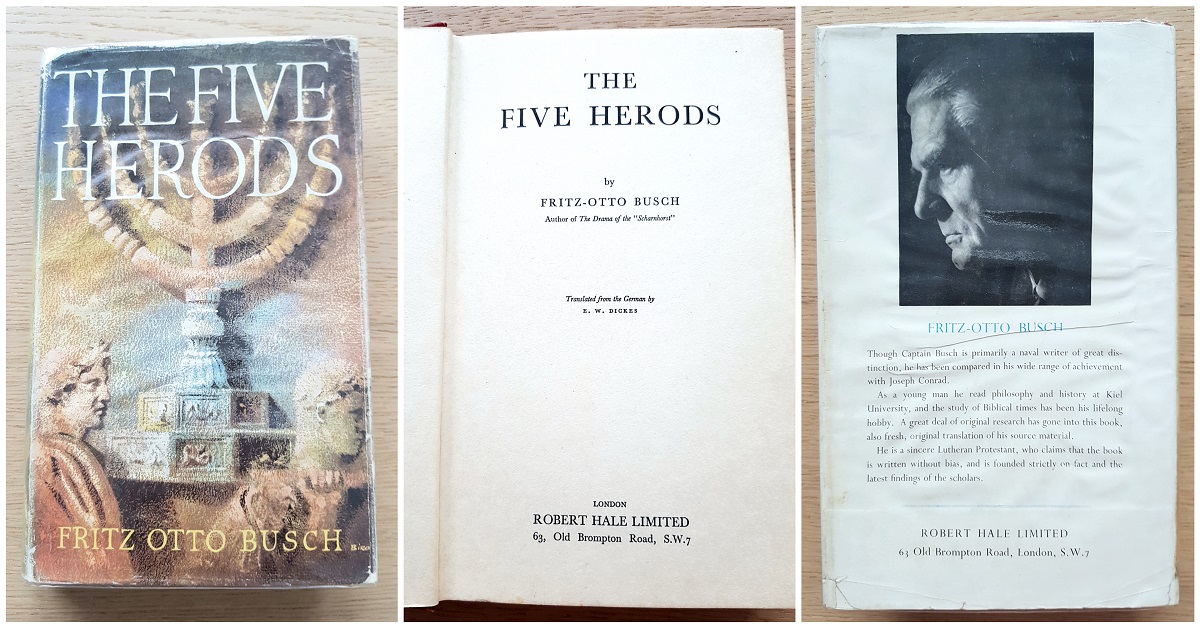 THE FIVE
HERODS
FRITZ OTTO BUSCH
THE
FIVE HERODS
by
FRITZ-OTTO BUSCH
Author of The Drama of the "Scharnhorst"
Translated from the German by
E. W. DICKES
LONDON
ROBERT HALE LIMITED
63, Old Brompton Road, S.W.7
FRITZ-OTTO BUSCH
Though Captain Busch is primarily a naval writer of great dis-
tinction, he has been compared in his wide range of achievement
with Joseph Conrad.
As a young man he read philosophy and history at Kiel
University, and the study of Biblical times has been his lifelong
hobby. A great deal of original research has gone into this book,
also fresh, original translation of his source material.
He is a sincere Lutheran Protestant, who claims that the book
is written without bias, and is founded strictly on fact and the
latest findings of the scholars.
ROBERT HALE LIMITED
63 Old Brompton Road, London, S.W.7